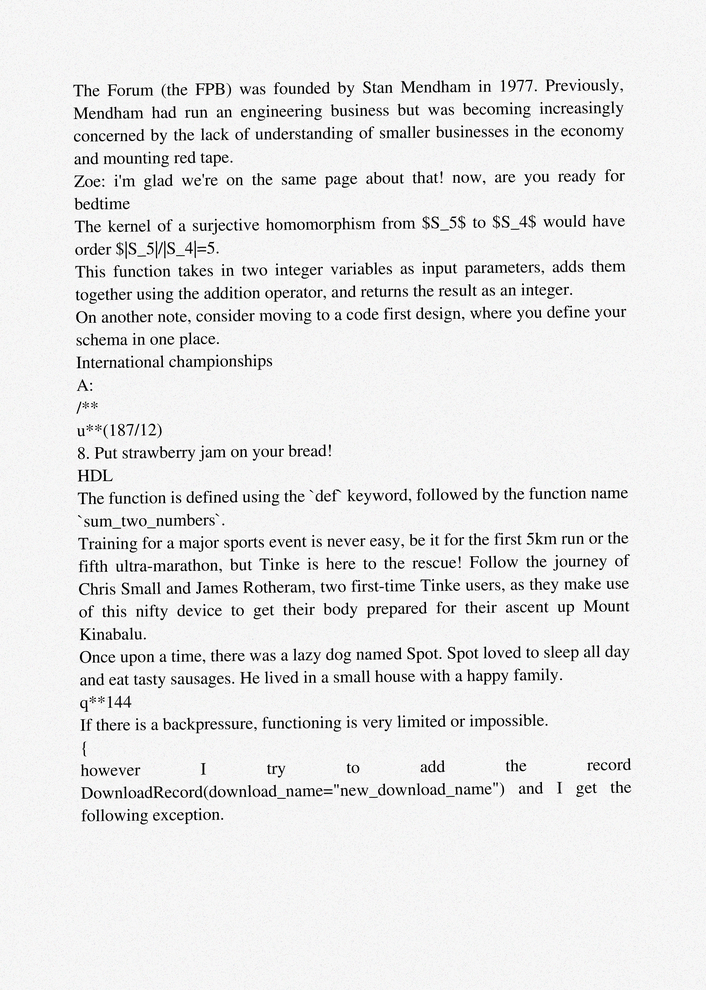 The Forum (the FPB) was founded by Stan Mendham in 1977. Previously,
Mendham had run an engineering business but was becoming increasingly
concerned by the lack of understanding of smaller businesses in the economy
and mounting red tape.
Zoe: i'm glad we're on the same page about that! now, are you ready for
bedtime
The kernel of a surjective homomorphism from $S_5$ to $S_4$ would have
order $|S_5|/|S_4|=5.
This function takes in two integer variables as input parameters, adds them
together using the addition operator, and returns the result as an integer.
On another note, consider moving to a code first design, where you define your
schema in one place.
International championships
A:
/**
u**(187/12)
8. Put strawberry jam on your bread!
HDL
The function is defined using the `def` keyword, followed by the function name
`sum_two_numbers`.
Training for a major sports event is never easy, be it for the first 5km run or the
fifth ultra-marathon, but Tinke is here to the rescue! Follow the journey of
Chris Small and James Rotheram, two first-time Tinke users, as they make use
of this nifty device to get their body prepared for their ascent up Mount
Kinabalu.
Once upon a time, there was a lazy dog named Spot. Spot loved to sleep all day
and eat tasty sausages. He lived in a small house with a happy family.
q**144
If there is a backpressure, functioning is very limited or impossible.
{
however I try to add the record
DownloadRecord(download_name="new_download_name") and I get the
following exception.